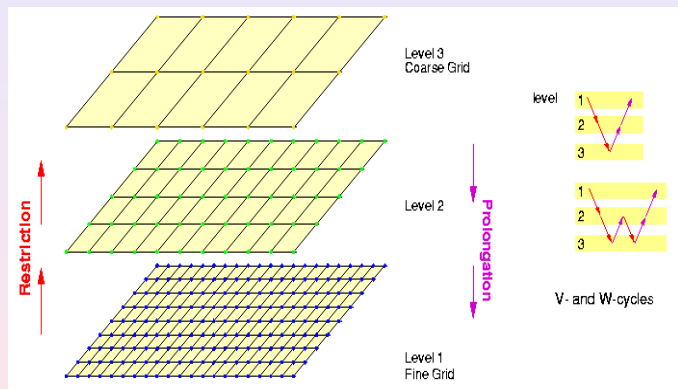 Level 3
Coarse Grid
Level 2
Level 1
Fine Grid
Restriction
Prolongation
level
1
2
3
1
2
3
V- and W-cycles